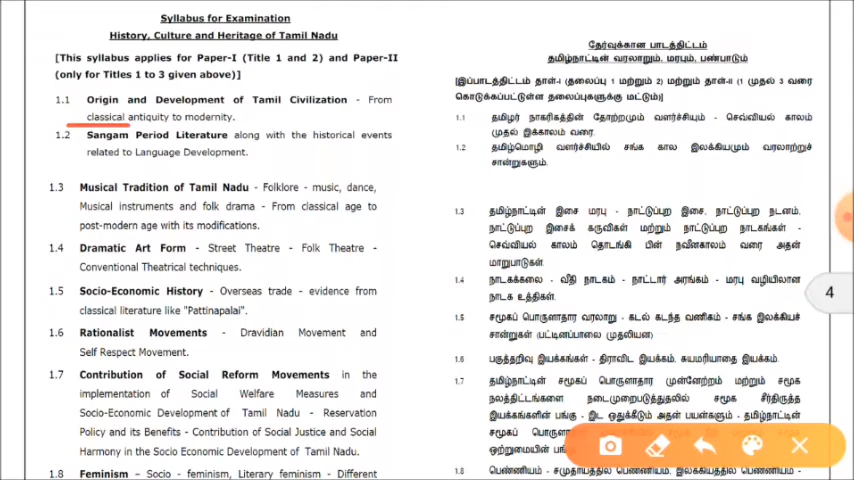 Syllabus for Examination
History, Culture and Heritage of Tamil Nadu
[This syllabus applies for Paper-I (Title 1 and 2) and Paper-II
(only for Titles 1 to 3 given above)]
1.1 Origin and Development of Tamil Civilization - From
classical antiquity to modernity.
1.2 Sangam Period Literature along with the historical events
related to Language Development.
1.3 Musical Tradition of Tamil Nadu - Folklore - music, dance,
Musical instruments and folk drama - From classical age to
post-modern age with its modifications.
1.4 Dramatic Art Form - Street Theatre - Folk Theatre -
Conventional Theatrical techniques.
1.5 Socio-Economic History - Overseas trade - evidence from
classical literature like "Pattinapalai".
1.6 Rationalist Movements - Dravidian Movement and
Self Respect Movement.
1.7 Contribution of Social Reform Movements in the
implementation of Social Welfare Measures and
Socio-Economic Development of Tamil Nadu - Reservation
Policy and its Benefits - Contribution of Social Justice and Social
Harmony in the Socio Economic Development of Tamil Nadu.
1.8 Feminism - Socio - feminism, Literary feminism - Different
தேர்வுக்கான பாடத்திட்டம்
தமிழ்நாட்டின் வரலாறும், மரபும், பண்பாடும்
[இப்பாடத்திட்டம் தாள்-I (தலைப்பு 1 மற்றும் 2) மற்றும் தாள்-II (1 முதல் 3 வரை
கொடுக்கப்பட்டுள்ள தலைப்புகளுக்கு மட்டும்)]
1.1 தமிழர் நாகரிகத்தின் தோற்றமும் வளர்ச்சியும் - செவ்வியல் காலம்
முதல் இக்காலம் வரை.
1.2 தமிழ்மொழி வளர்ச்சியில் சங்க கால இலக்கியமும் வரலாற்றுச்
சான்றுகளும்.
1.3 தமிழ்நாட்டின் இசை மரபு - நாட்டுப்புற இசை, நாட்டுப்புற நடனம்,
நாட்டுப்புற இசைக் கருவிகள் மற்றும் நாட்டுப்புற நாடகங்கள் -
செவ்வியல் காலம் தொடங்கி பின் நவீனகாலம் வரை அதன்
மாறுபாடுகள்.
1.4 நாடகக்கலை - வீதி நாடகம் - நாட்டார் அரங்கம் - மரபு வழியிலான
நாடக உத்திகள்.
1.5 சமூகப் பொருளாதார வரலாறு - கடல் கடந்த வணிகம் - சங்க இலக்கியச்
சான்றுகள் (பட்டினப்பாலை முதலியன)
1.6 பகுத்தறிவு இயக்கங்கள் - திராவிட இயக்கம், சுயமரியாதை இயக்கம்.
1.7 தமிழ்நாட்டின் சமூகப் பொருளாதார முன்னேற்றம் மற்றும் சமூக
நலத்திட்டங்களை நடைமுறைப்படுத்துதலில் சமூக சீர்திருத்த
இயக்கங்களின் பங்கு - இட ஒதுக்கீடும் அதன் பயன்களும் - தமிழ்நாட்டின்
சமூகப்
1.8 பெண்ணியம் - சமுதாயத்தில் பெண்ணியம், இலக்கியத்தில் பெண்ணியம் -
4